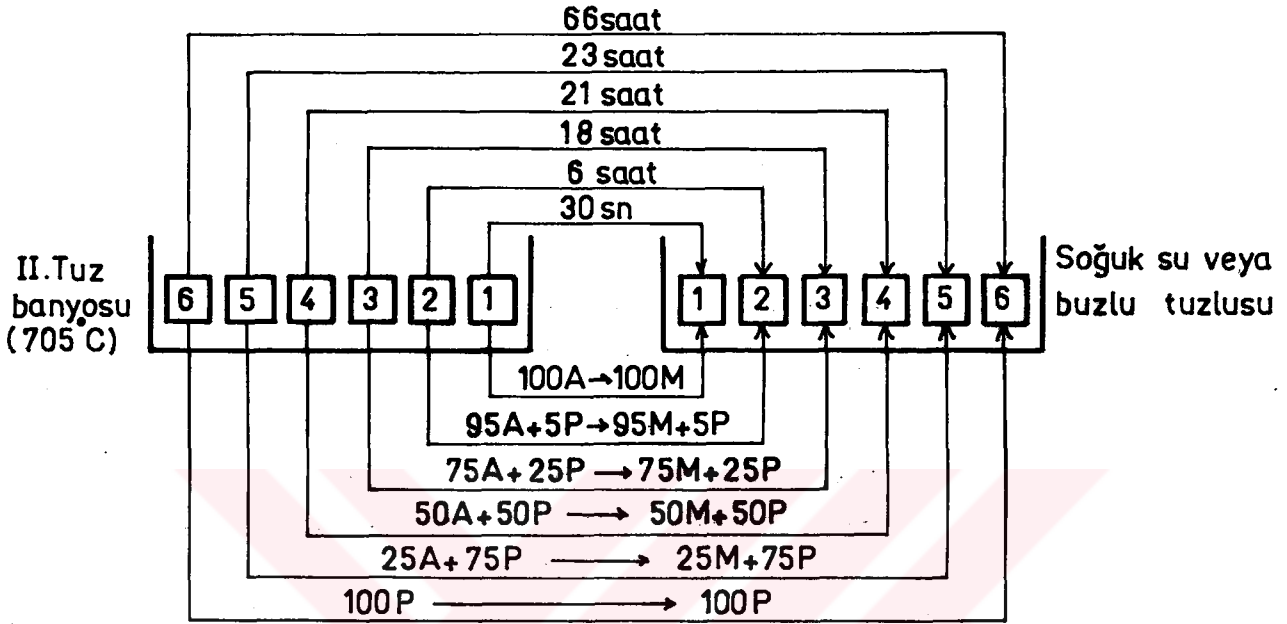 66saat
23 saat
21 saat
18 saat
6 saat
30 sn
II.Tuz
banyosu
(705°C)
6 5 4 3 2 1
1 2 3 4 5 6
Soğuk su veya
buzlu tuzlusu
100A→100M
95A+5P→95M+5P
75A+25P → 75M+25P
50A+50P → 50M+50P
25A+75P → 25M+75P
100P → 100P